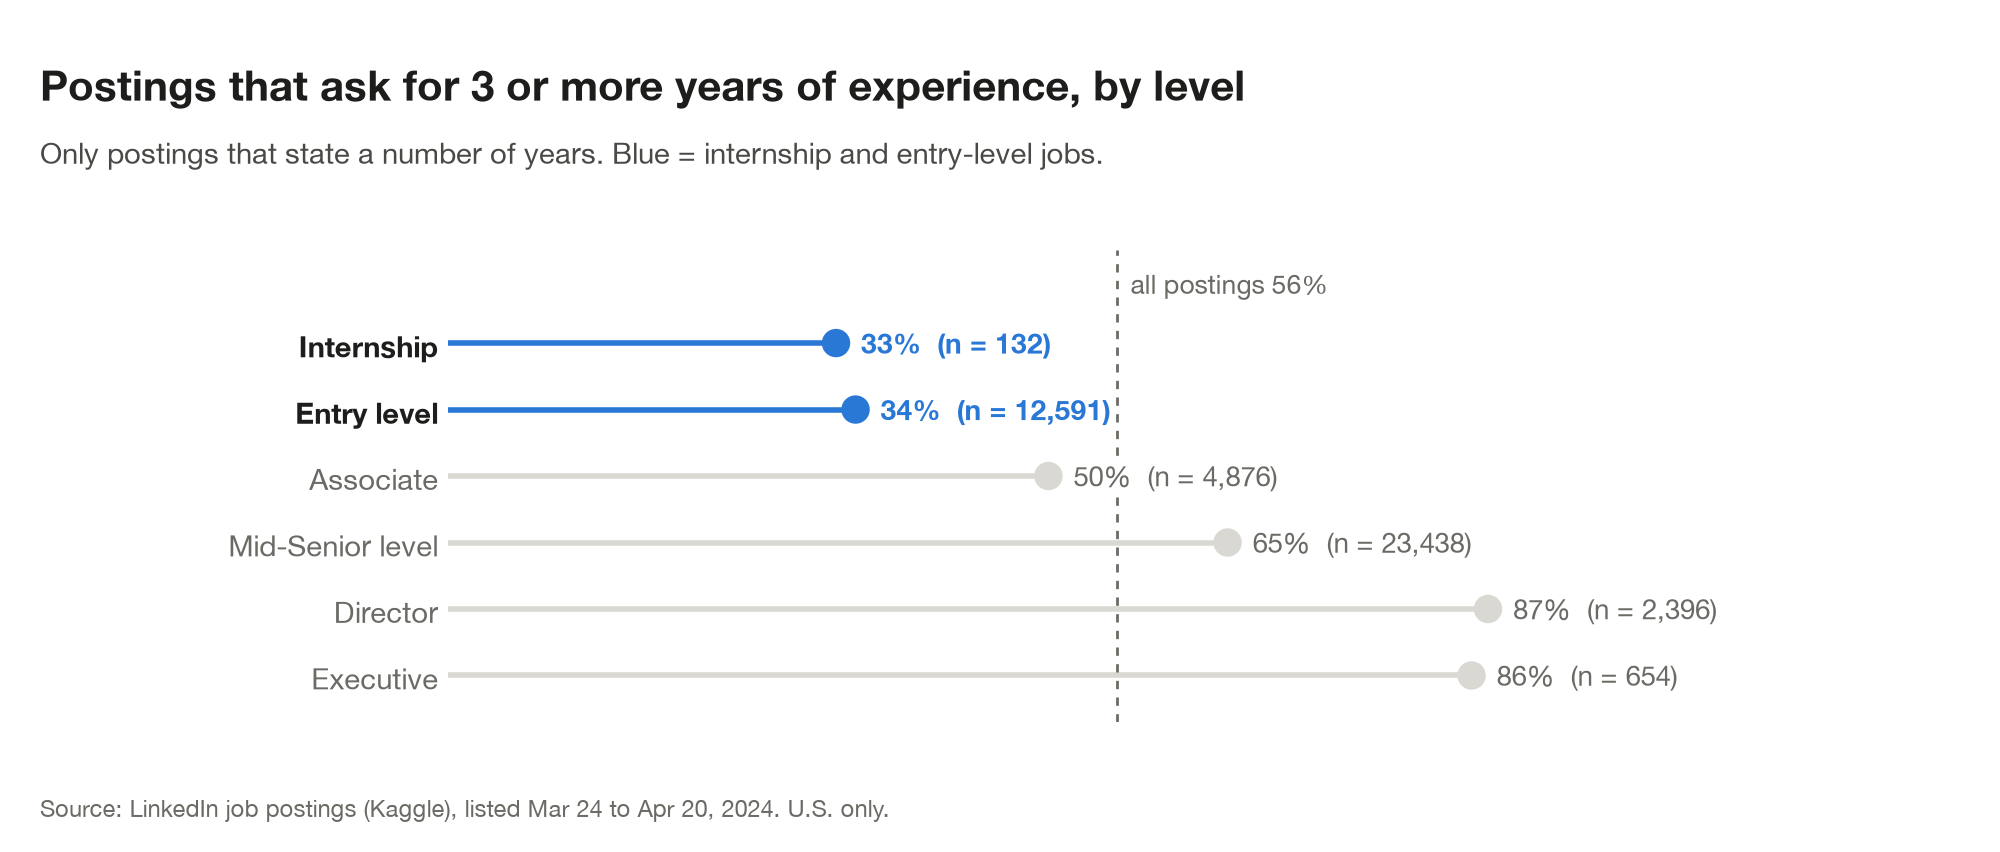 Postings that ask for 3 or more years of experience, by level
Only postings that state a number of years. Blue = internship and entry-level jobs.
all postings 56%
Internship 33% (n = 132)
Entry level 34% (n = 12,591)
Associate 50% (n = 4,876)
Mid-Senior level 65% (n = 23,438)
Director 87% (n = 2,396)
Executive 86% (n = 654)
Source: LinkedIn job postings (Kaggle), listed Mar 24 to Apr 20, 2024. U.S. only.